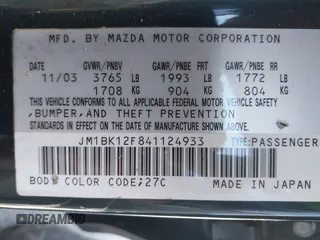 MFD. BY MAZDA MOTOR CORPORATION
GVWR/PNBV GAWR/PNBE FRT GAWR/PNBE RR
11/03 3765 LB 1993 LB 1772 LB
1708 KG 904 KG 804 KG
THIS VEHICLE CONFORMS TO ALL APPLICABLE FEDERAL MOTOR VEHICLE SAFETY
,BUMPER,AND THEFT PREVENTION STANDARDS IN EFFECT ON THE DATE OF
MANUFACTURE SHOWN ABOVE.
JM1BK12F841124933 TYPE:PASSENGER
BODY COLOR CODE;27C MADE IN JAPAN
DREAMBID